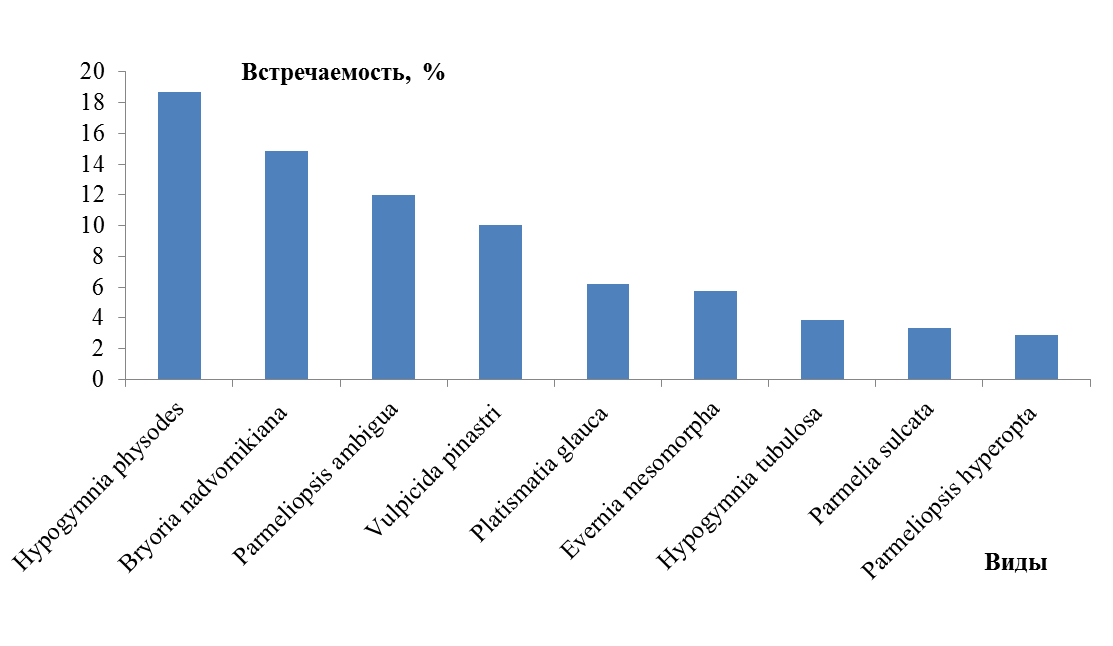 Встречаемость, %
20
18
16
14
12
10
8
6
4
2
0
Hypogymnia physodes
Bryoria nadvornikiana
Parmeliopsis ambigua
Vulpicida pinastri
Platismatia glauca
Evernia mesomorpha
Hypogymnia tubulosa
Parmelia sulcata
Parmeliopsis hyperopta
Виды